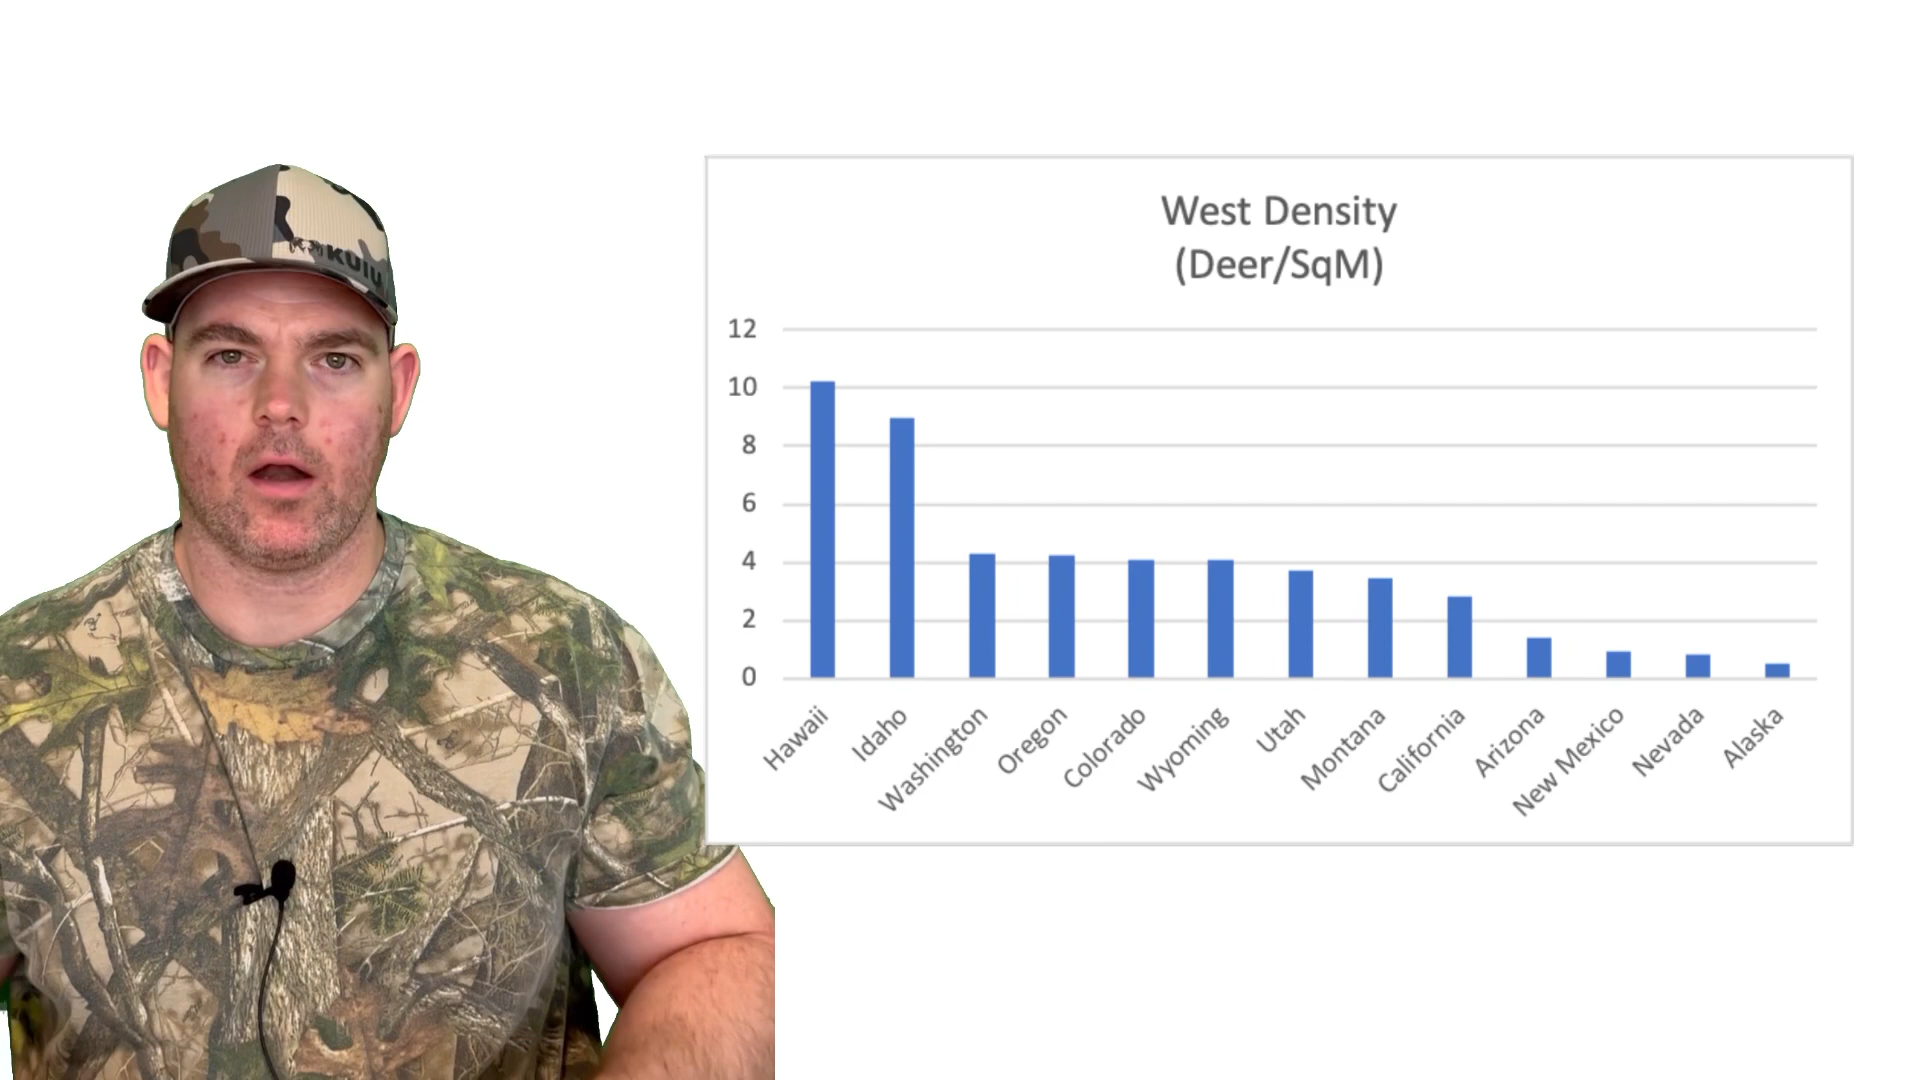 KUIU
West Density
(Deer/SqM)
12
10
8
6
4
2
0
Hawaii
Idaho
Washington
Oregon
Colorado
Wyoming
Utah
Montana
California
Arizona
New Mexico
Nevada
Alaska